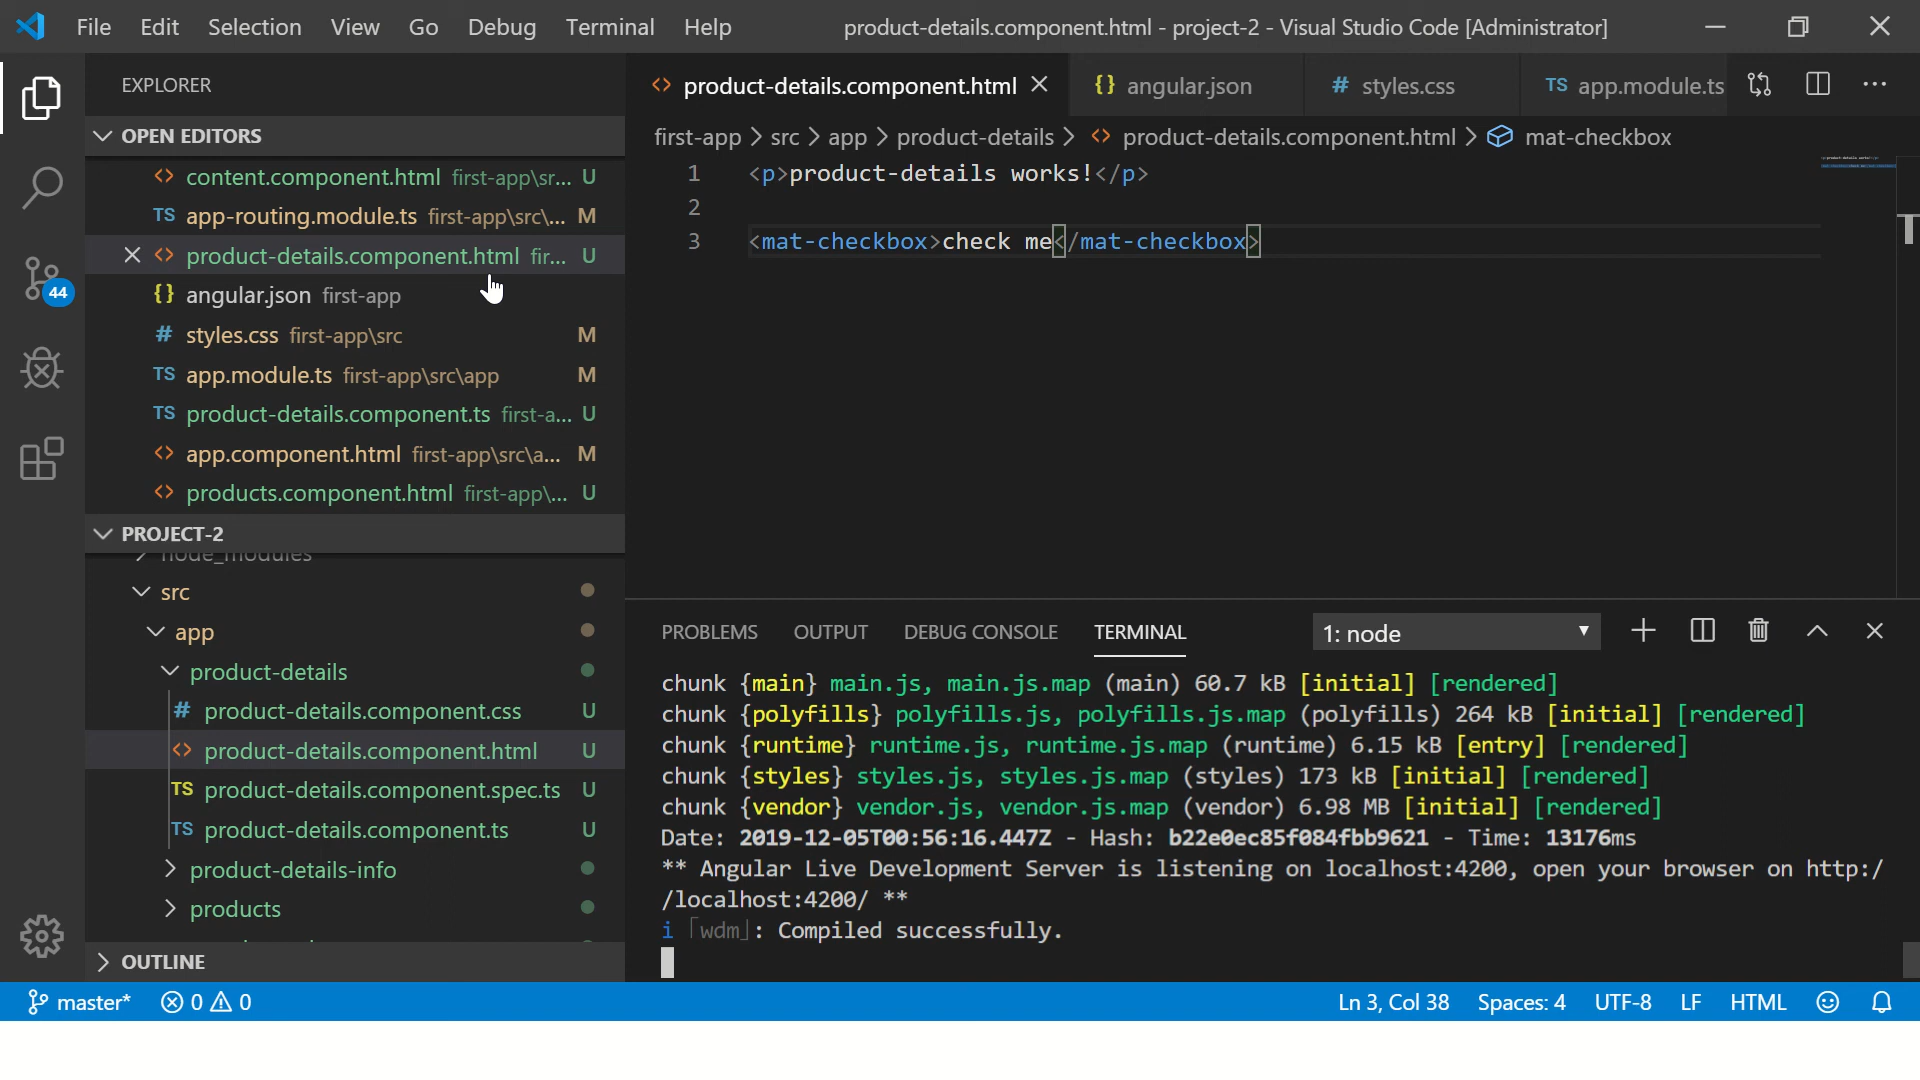 File Edit Selection View Go Debug Terminal Help product-details.component.html - project-2 - Visual Studio Code [Administrator]
EXPLORER
OPEN EDITORS
<> content.component.html first-app\sr... U
TS app-routing.module.ts first-app\src\... M
<> product-details.component.html fir... U
{} angular.json first-app
# styles.css first-app\src M
TS app.module.ts first-app\src\app M
TS product-details.component.ts first-a... U
<> app.component.html first-app\src\a... M
<> products.component.html first-app\... U
PROJECT-2
node_modules
src
app
product-details
# product-details.component.css U
<> product-details.component.html U
TS product-details.component.spec.ts U
TS product-details.component.ts U
product-details-info
products
OUTLINE
44
<> product-details.component.html {} angular.json # styles.css TS app.module.ts
first-app > src > app > product-details > <> product-details.component.html > mat-checkbox
1 <p>product-details works!</p>
2
3 <mat-checkbox>check me</mat-checkbox>
PROBLEMS OUTPUT DEBUG CONSOLE TERMINAL 1: node
chunk {main} main.js, main.js.map (main) 60.7 kB [initial] [rendered]
chunk {polyfills} polyfills.js, polyfills.js.map (polyfills) 264 kB [initial] [rendered]
chunk {runtime} runtime.js, runtime.js.map (runtime) 6.15 kB [entry] [rendered]
chunk {styles} styles.js, styles.js.map (styles) 173 kB [initial] [rendered]
chunk {vendor} vendor.js, vendor.js.map (vendor) 6.98 MB [initial] [rendered]
Date: 2019-12-05T00:56:16.447Z - Hash: b22e0ec85f084fbb9621 - Time: 13176ms
** Angular Live Development Server is listening on localhost:4200, open your browser on http:/
/localhost:4200/ **
i ｢wdm｣: Compiled successfully.
master* 0 0 Ln 3, Col 38 Spaces: 4 UTF-8 LF HTML